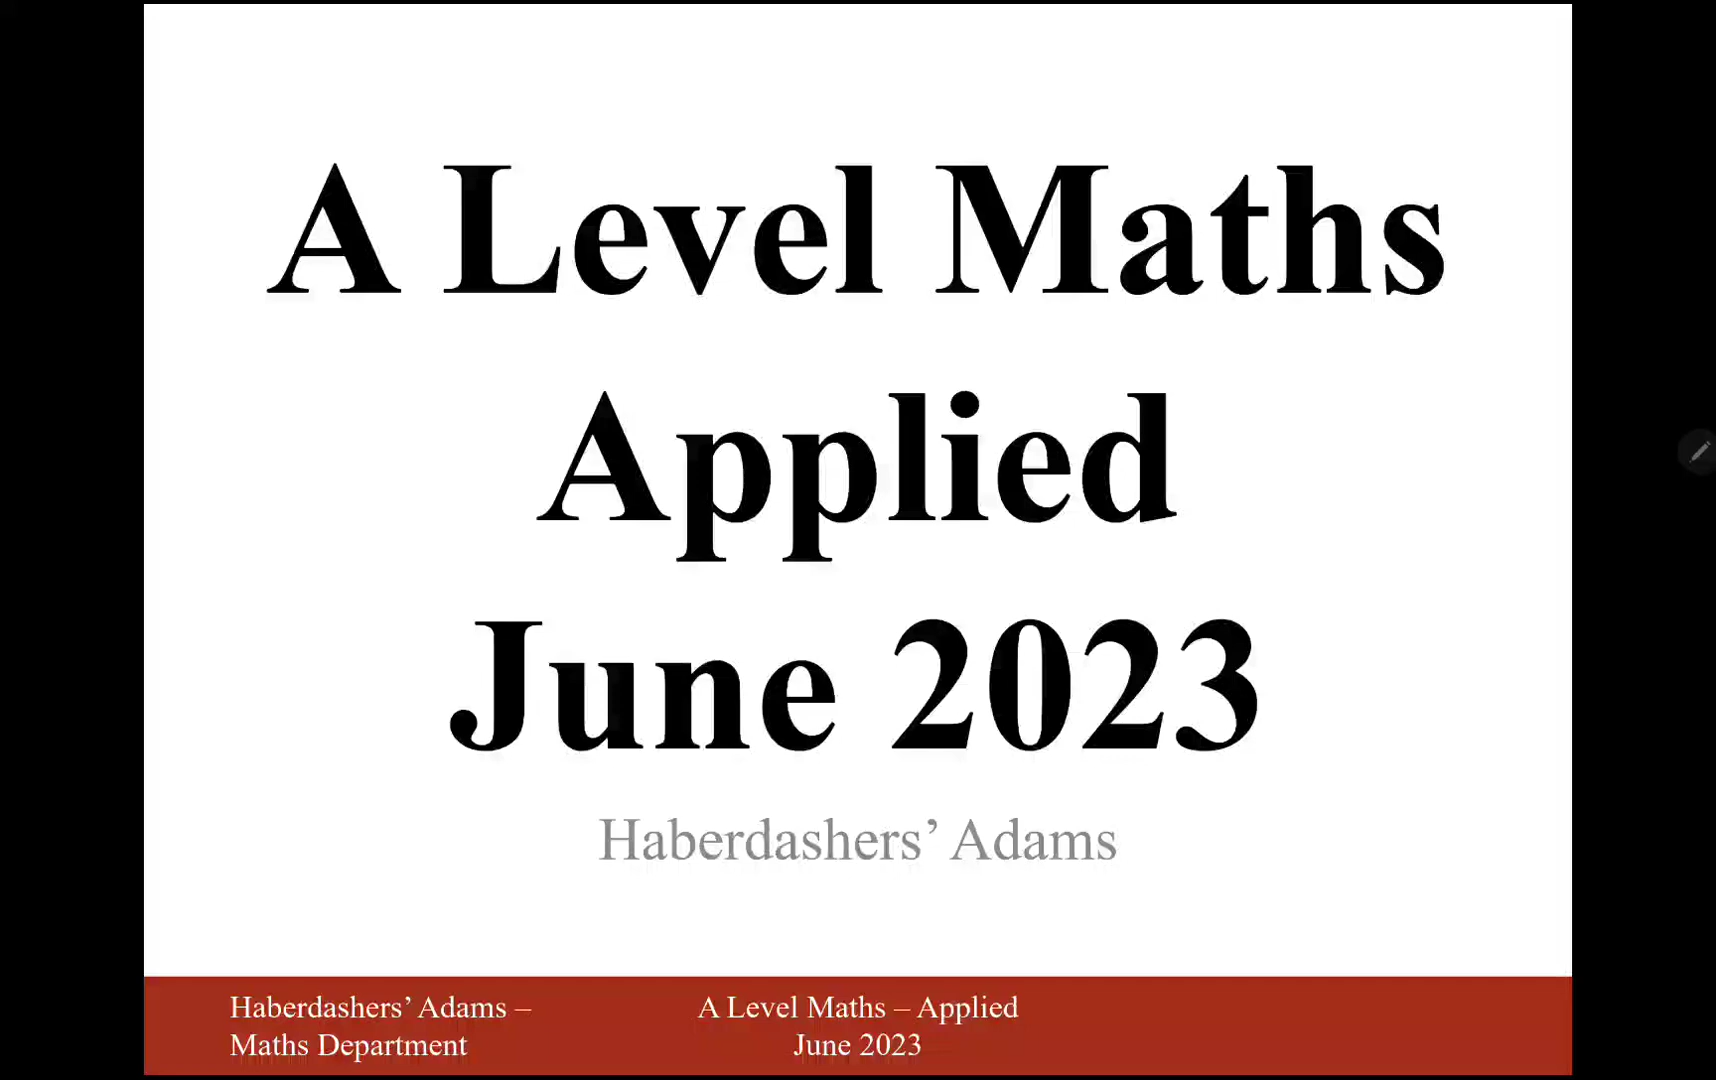 A Level Maths
Applied
June 2023
Haberdashers’ Adams
Haberdashers’ Adams –
Maths Department
A Level Maths – Applied
June 2023